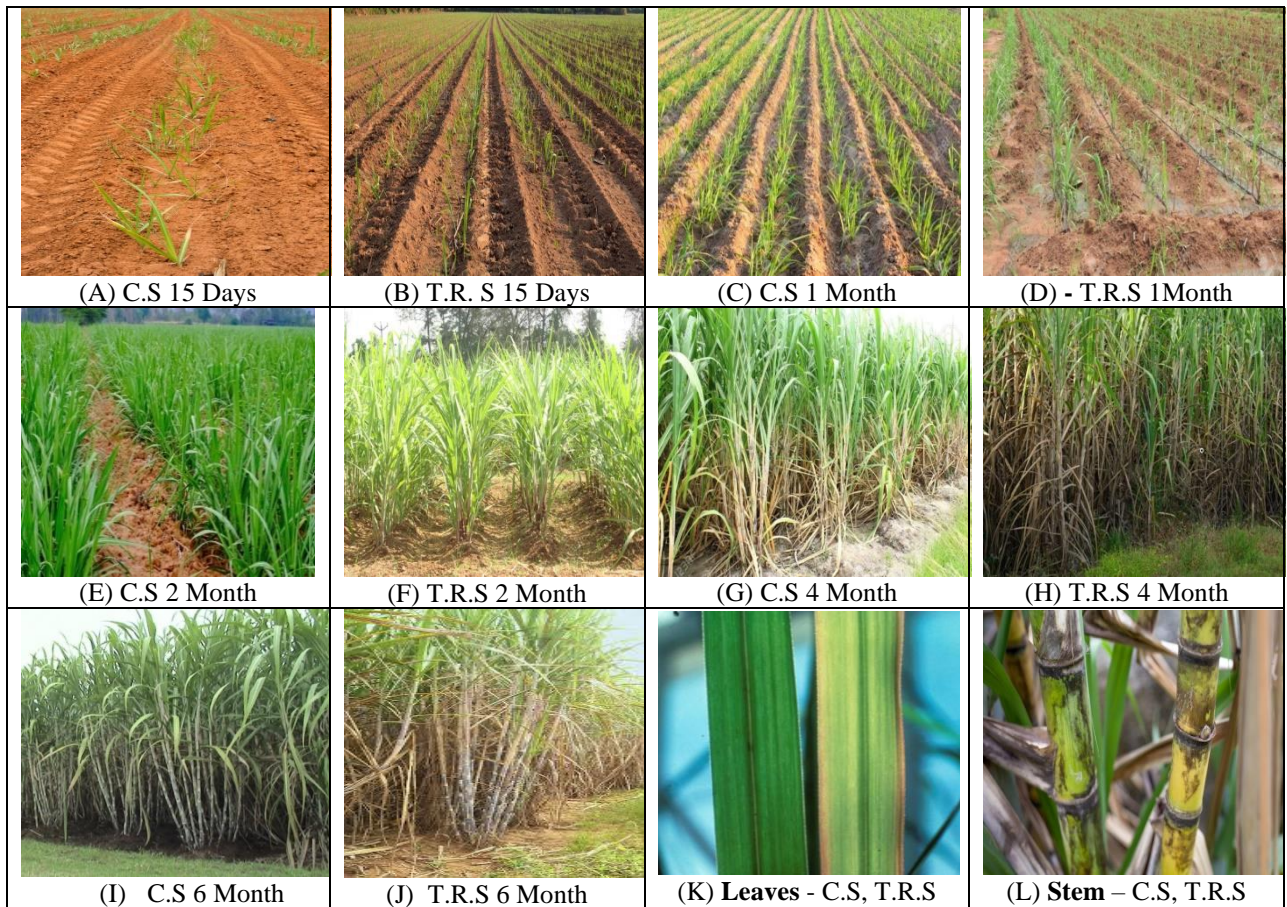 (A) C.S 15 Days
(B) T.R. S 15 Days
(C) C.S 1 Month
(D) - T.R.S 1Month
(E) C.S 2 Month
(F) T.R.S 2 Month
(G) C.S 4 Month
(H) T.R.S 4 Month
(I) C.S 6 Month
(J) T.R.S 6 Month
(K) Leaves - C.S, T.R.S
(L) Stem – C.S, T.R.S